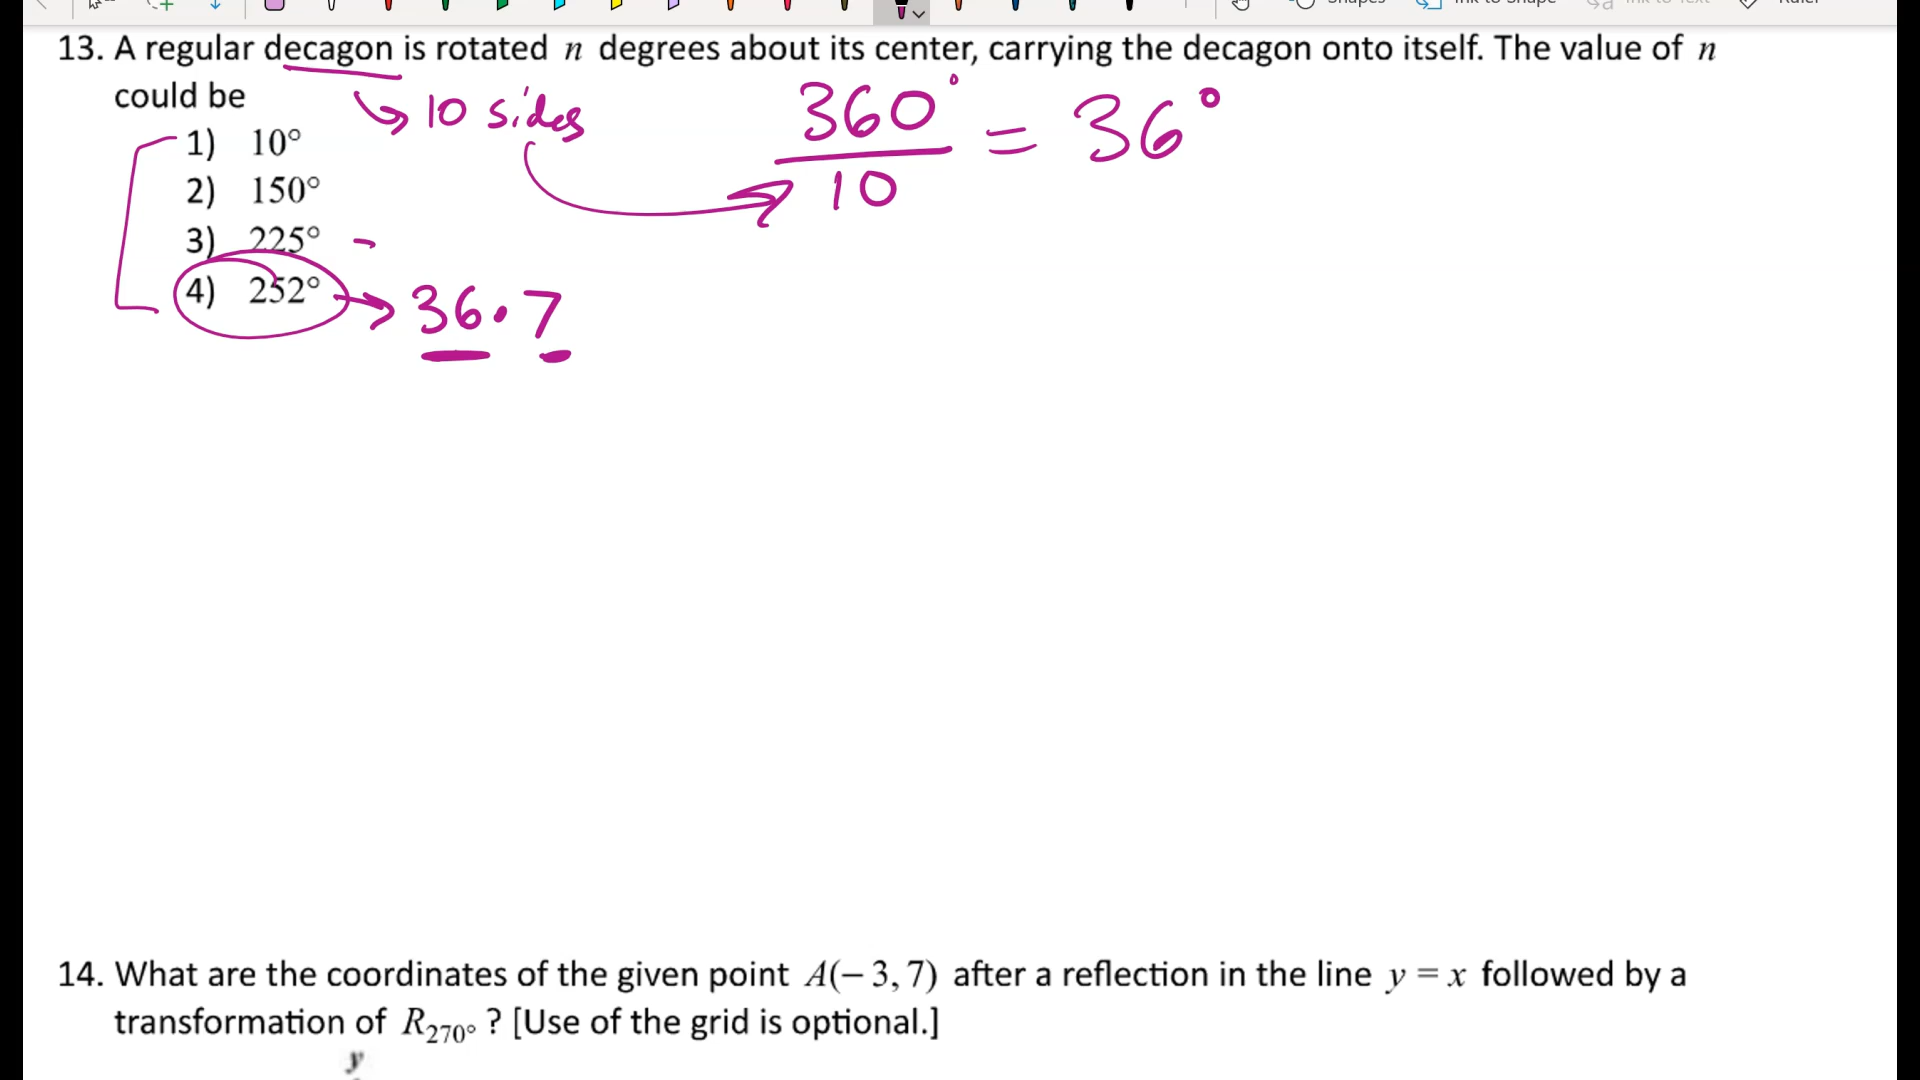 13. A regular decagon is rotated n degrees about its center, carrying the decagon onto itself. The value of n
could be
10 sides
360°
10
= 36°
1) 10°
2) 150°
3) 225° -
4) 252°
36·7
14. What are the coordinates of the given point A(– 3, 7) after a reflection in the line y = x followed by a
transformation of R270° ? [Use of the grid is optional.]
y